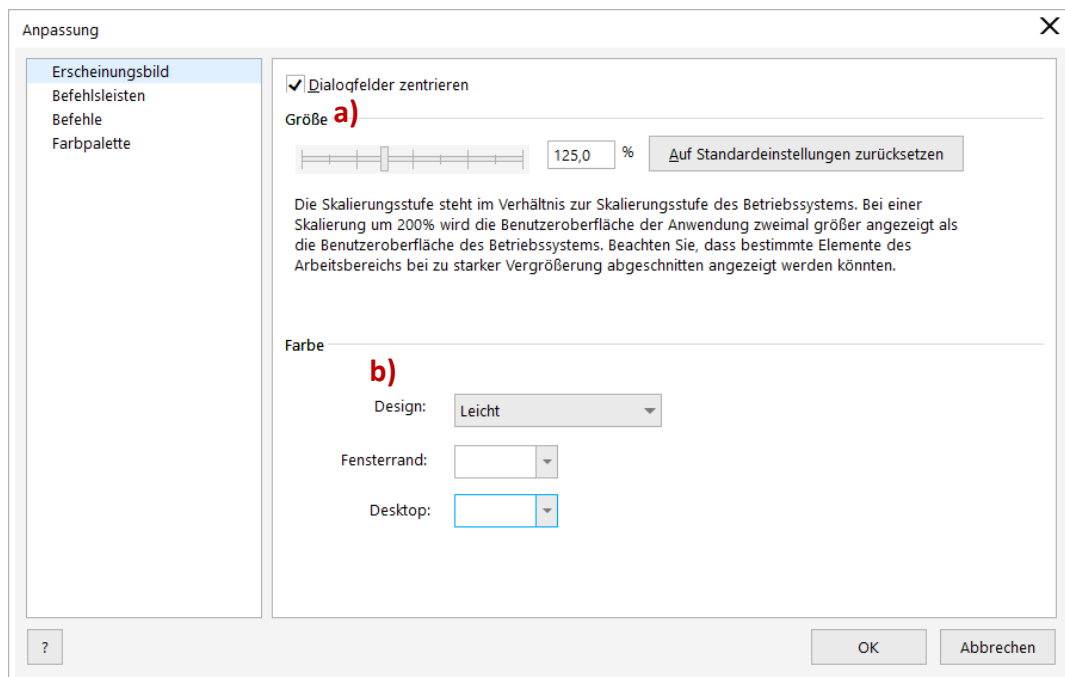 Anpassung
Erscheinungsbild
Befehlsleisten
Befehle
Farbpalette
Dialogfelder zentrieren
Größe a)
125,0 % Auf Standardeinstellungen zurücksetzen
Die Skalierungsstufe steht im Verhältnis zur Skalierungsstufe des Betriebssystems. Bei einer
Skalierung um 200% wird die Benutzeroberfläche der Anwendung zweimal größer angezeigt als
die Benutzeroberfläche des Betriebssystems. Beachten Sie, dass bestimmte Elemente des
Arbeitsbereichs bei zu starker Vergrößerung abgeschnitten angezeigt werden könnten.
Farbe
b)
Design: Leicht
Fensterrand:
Desktop:
? OK Abbrechen